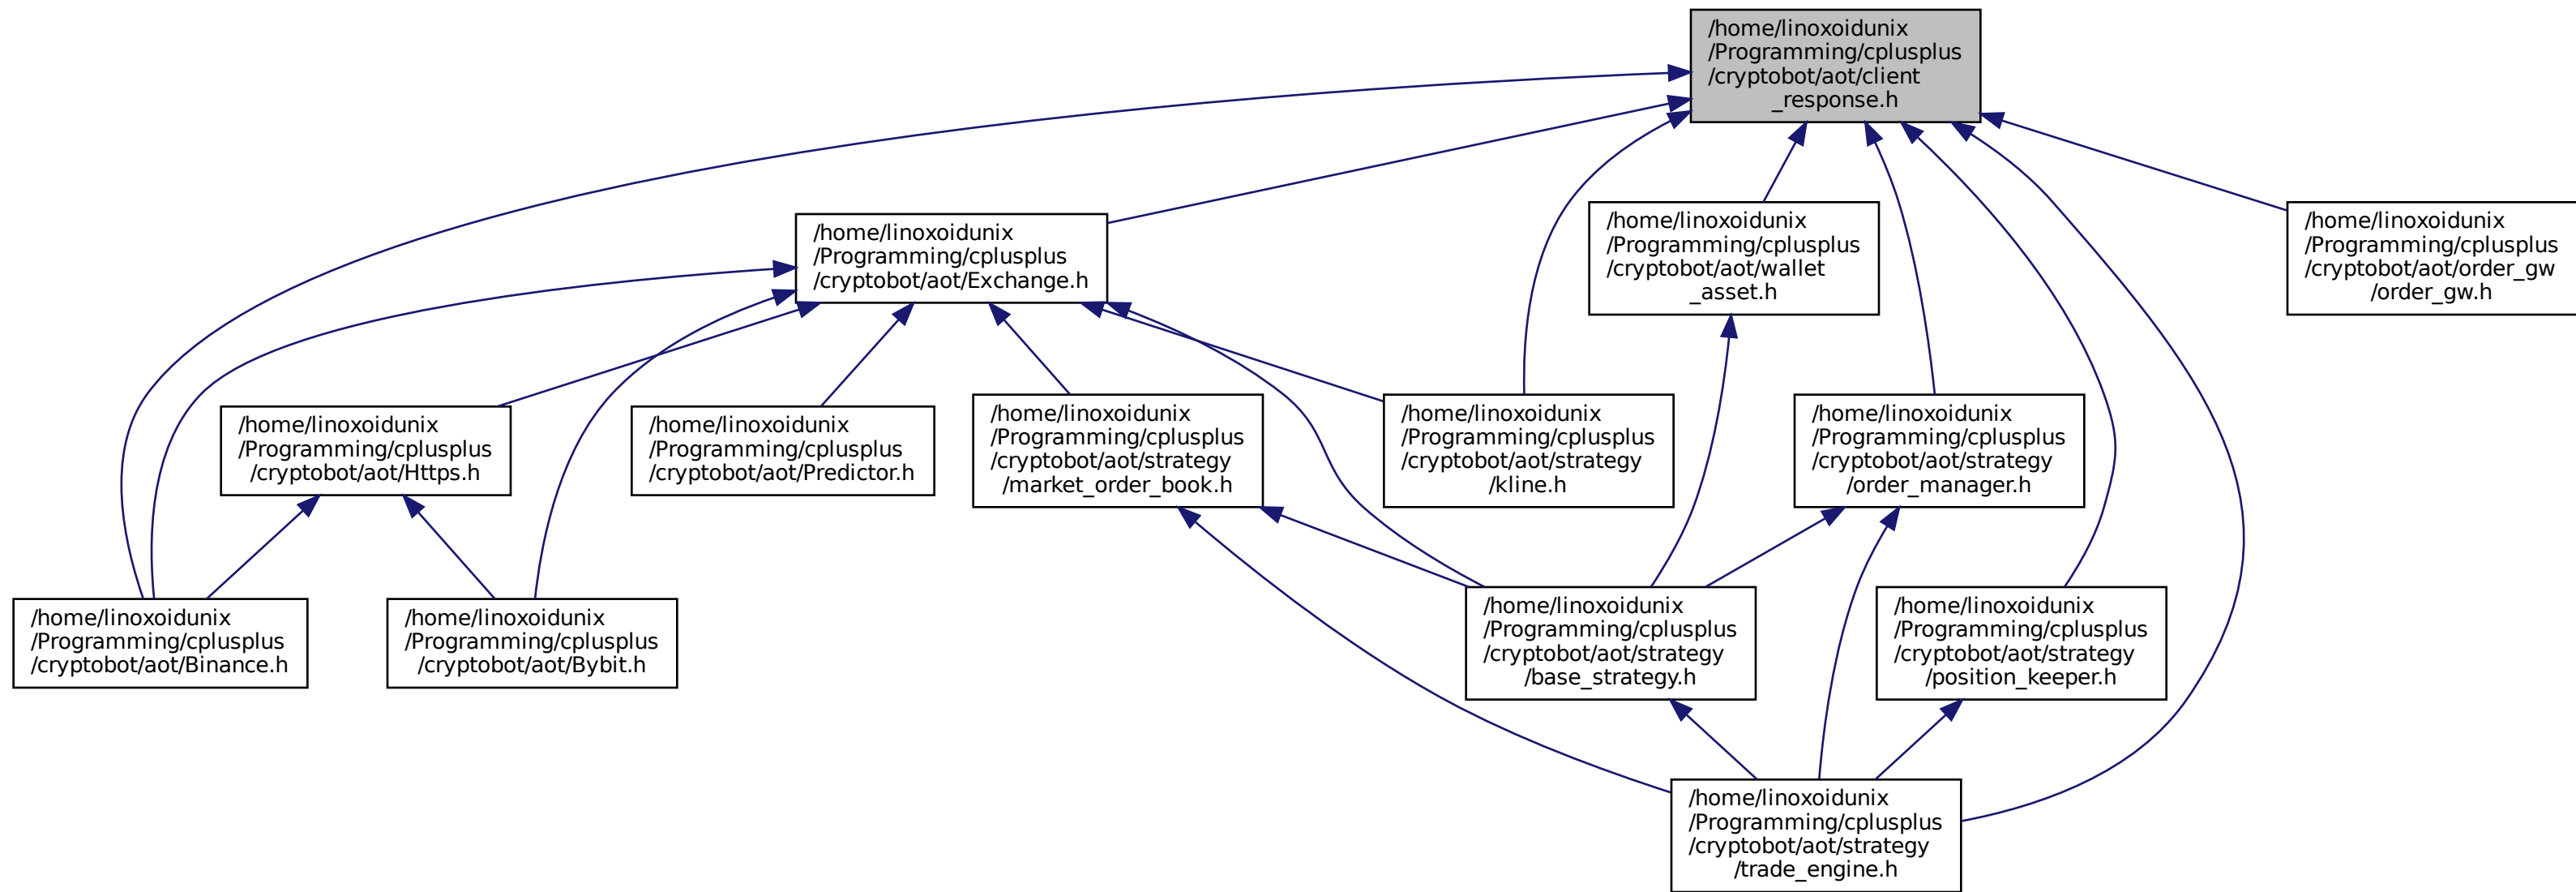 /home/linoxoidunix
/Programming/cplusplus
/cryptobot/aot/client
_response.h
/home/linoxoidunix
/Programming/cplusplus
/cryptobot/aot/Exchange.h
/home/linoxoidunix
/Programming/cplusplus
/cryptobot/aot/wallet
_asset.h
/home/linoxoidunix
/Programming/cplusplus
/cryptobot/aot/order_gw
/order_gw.h
/home/linoxoidunix
/Programming/cplusplus
/cryptobot/aot/Https.h
/home/linoxoidunix
/Programming/cplusplus
/cryptobot/aot/Predictor.h
/home/linoxoidunix
/Programming/cplusplus
/cryptobot/aot/strategy
/market_order_book.h
/home/linoxoidunix
/Programming/cplusplus
/cryptobot/aot/strategy
/kline.h
/home/linoxoidunix
/Programming/cplusplus
/cryptobot/aot/strategy
/order_manager.h
/home/linoxoidunix
/Programming/cplusplus
/cryptobot/aot/Binance.h
/home/linoxoidunix
/Programming/cplusplus
/cryptobot/aot/Bybit.h
/home/linoxoidunix
/Programming/cplusplus
/cryptobot/aot/strategy
/base_strategy.h
/home/linoxoidunix
/Programming/cplusplus
/cryptobot/aot/strategy
/position_keeper.h
/home/linoxoidunix
/Programming/cplusplus
/cryptobot/aot/strategy
/trade_engine.h